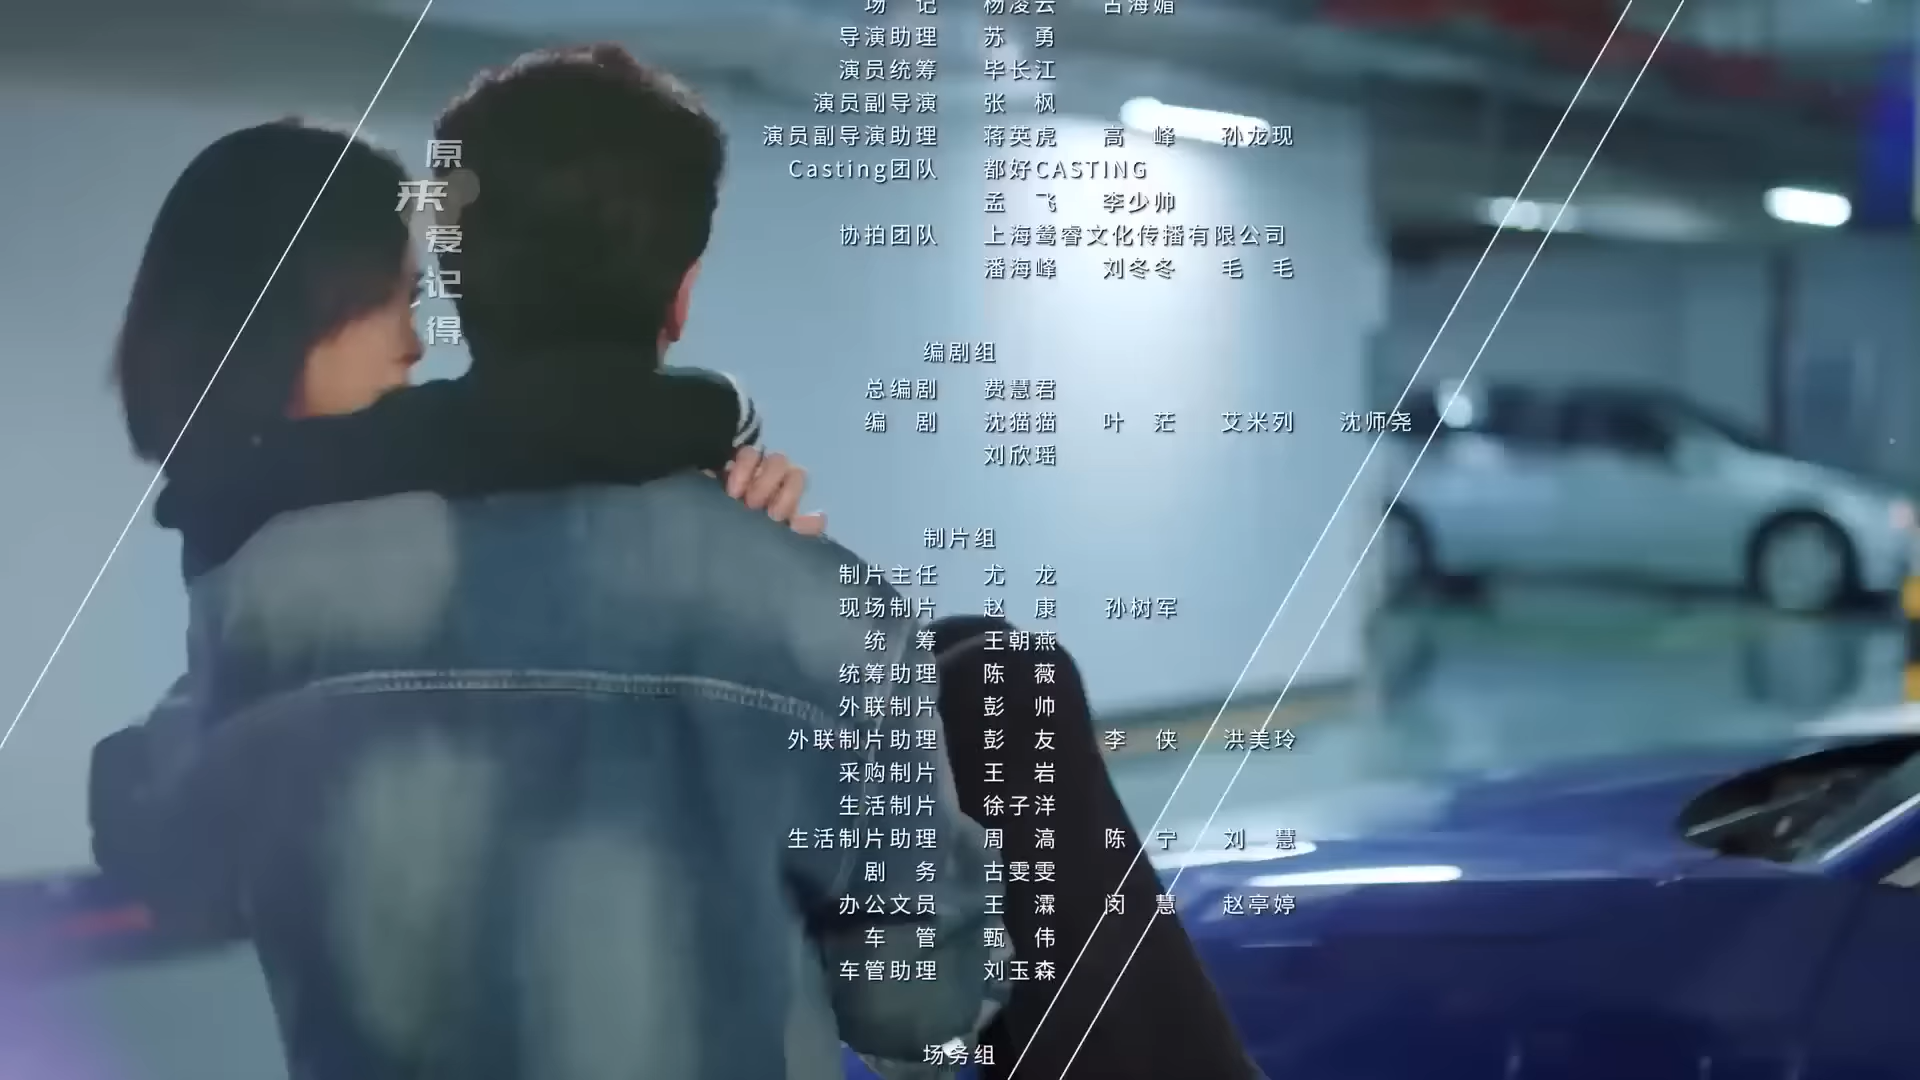 场 记 杨凌云 古海媚
导演助理 苏 勇
演员统筹 毕长江
演员副导演 张 枫
演员副导演助理 蒋英虎 高 峰 孙龙现
Casting团队 都好CASTING
孟 飞 李少帅
协拍团队 上海鸶睿文化传播有限公司
潘海峰 刘冬冬 毛 毛
原来爱记得
编剧组
总编剧 费慧君
编 剧 沈猫猫 叶 茫 艾米列 沈师尧
刘欣瑶
制片组
制片主任 尤 龙
现场制片 赵 康 孙树军
统 筹 王朝燕
统筹助理 陈 薇
外联制片 彭 帅
外联制片助理 彭 友 李 侠 洪美玲
采购制片 王 岩
生活制片 徐子洋
生活制片助理 周 滈 陈 宁 刘 慧
剧 务 古雯雯
办公文员 王 潹 闵 慧 赵亭婷
车 管 甄 伟
车管助理 刘玉森
场务组